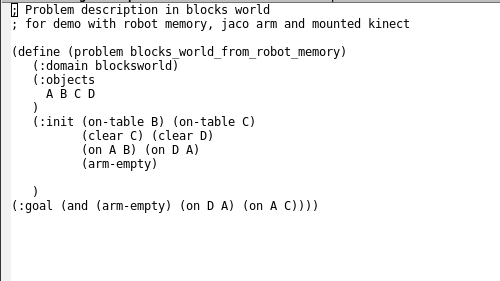 ; Problem description in blocks world
; for demo with robot memory, jaco arm and mounted kinect
(define (problem blocks_world_from_robot_memory)
(:domain blocksworld)
(:objects
A B C D
)
(:init (on-table B) (on-table C)
(clear C) (clear D)
(on A B) (on D A)
(arm-empty)
)
(:goal (and (arm-empty) (on D A) (on A C))))